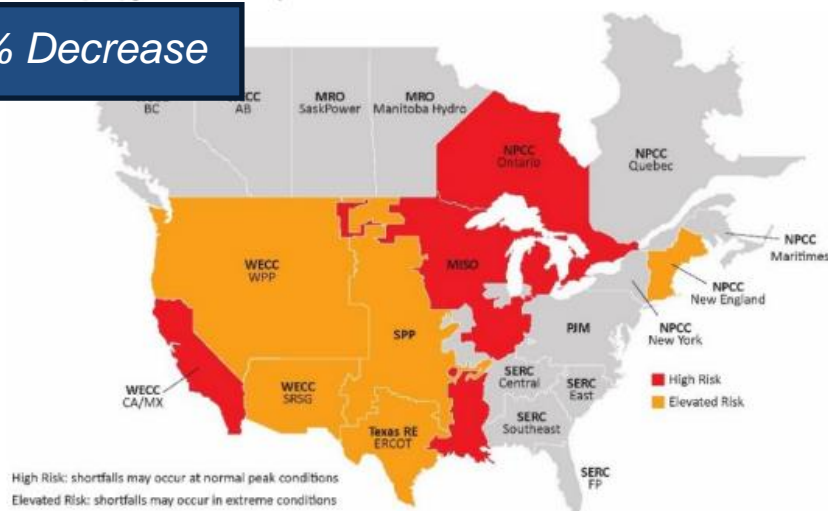 % Decrease
BC
AB
MRO
SaskPower
MRO
Manitoba Hydro
NPCC
Ontario
NPCC
Quebec
NPCC
Maritimes
WECC
WPP
MISO
NPCC
New England
SPP
PJM
NPCC
New York
WECC
CA/MX
WECC
SRSG
SERC
Central
SERC
East
High Risk
Elevated Risk
Texas RE
ERCOT
SERC
Southeast
SERC
FP
High Risk: shortfalls may occur at normal peak conditions
Elevated Risk: shortfalls may occur in extreme conditions